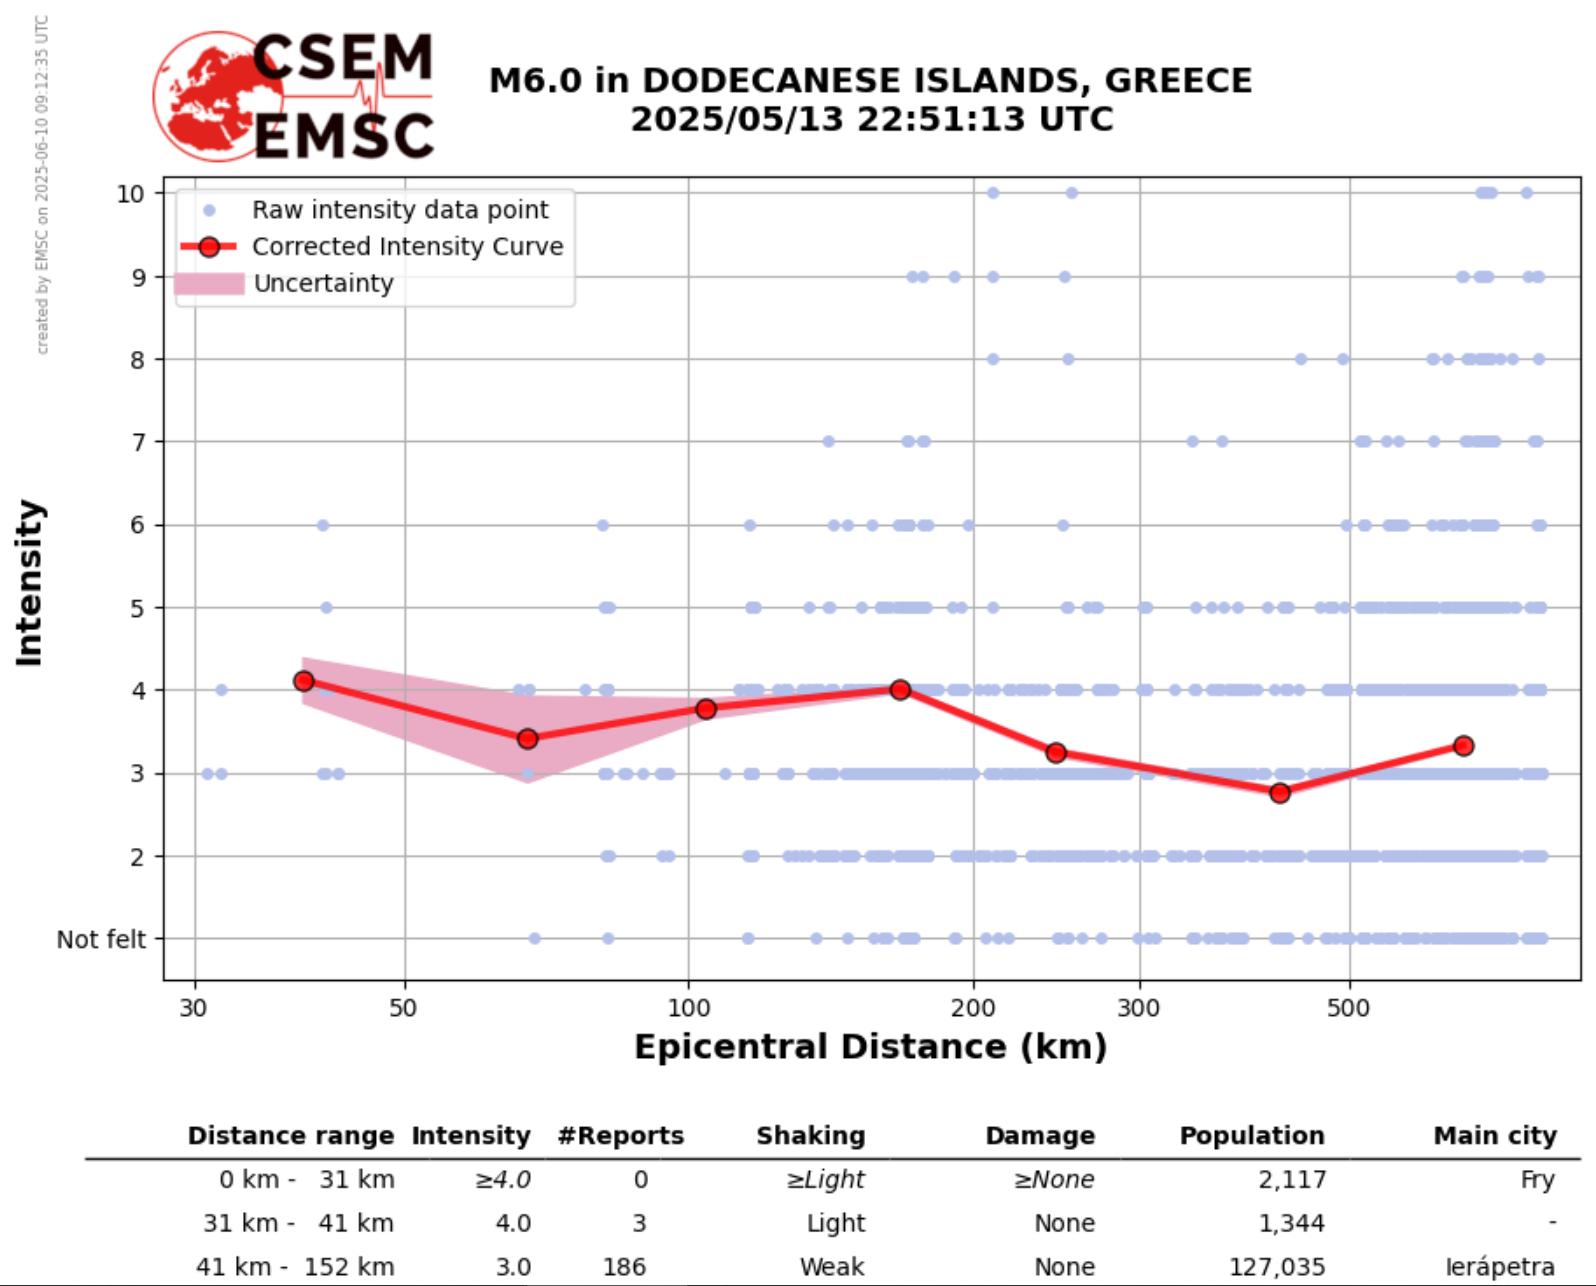 created by EMSC on 2025-06-10 09:12:35 UTC
CSEM
EMSC
M6.0 in DODECANESE ISLANDS, GREECE
2025/05/13 22:51:13 UTC
Raw intensity data point
Corrected Intensity Curve
Uncertainty
Intensity
10
9
8
7
6
5
4
3
2
Not felt
30 50 100 200 300 500
Epicentral Distance (km)
Distance range Intensity #Reports Shaking Damage Population Main city
0 km - 31 km ≥4.0 0 ≥Light ≥None 2,117 Fry
31 km - 41 km 4.0 3 Light None 1,344 -
41 km - 152 km 3.0 186 Weak None 127,035 Ierápetra